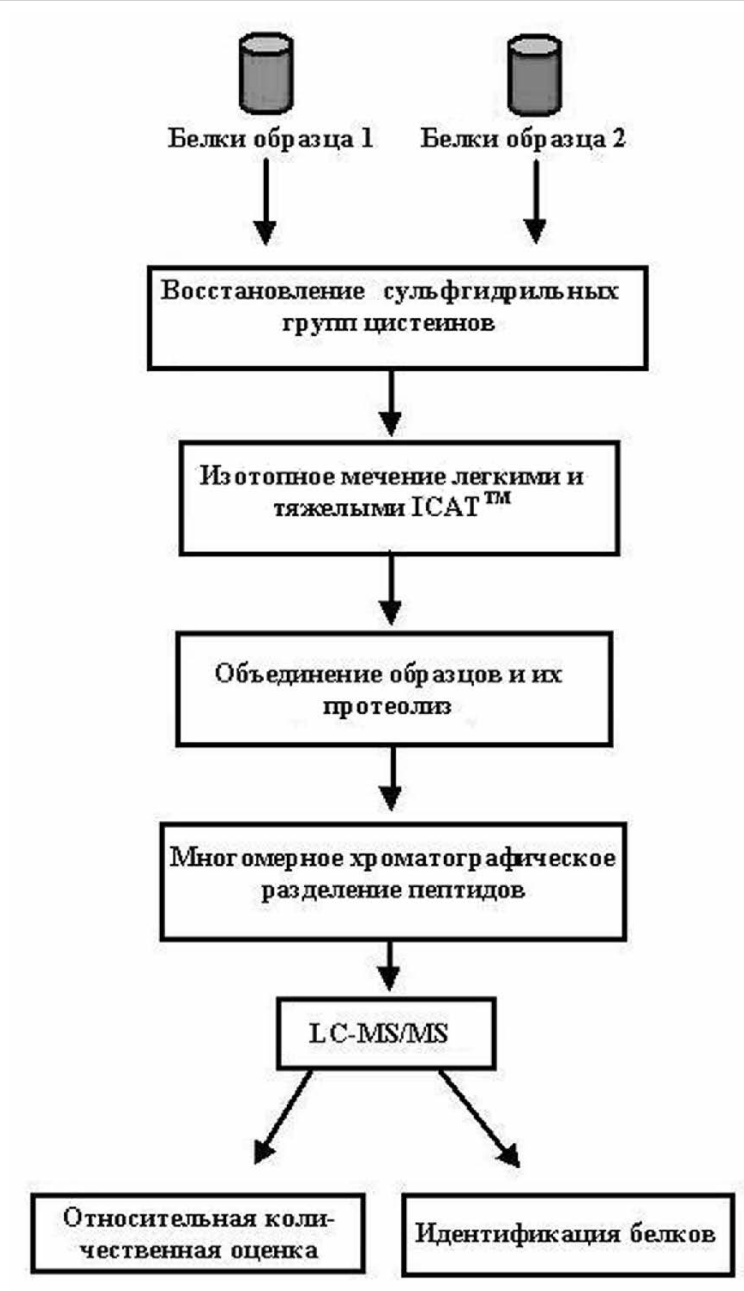 Белки образца 1
Белки образца 2
Восстановление сульфгидрильных
групп цистеинов
Изотопное мечение легкими и
тяжелыми ICAT™
Объединение образцов и их
протеолиз
Многомерное хроматографическое
разделение пептидов
LC-MS/MS
Относительная коли-
чественная оценка
Идентификация белков